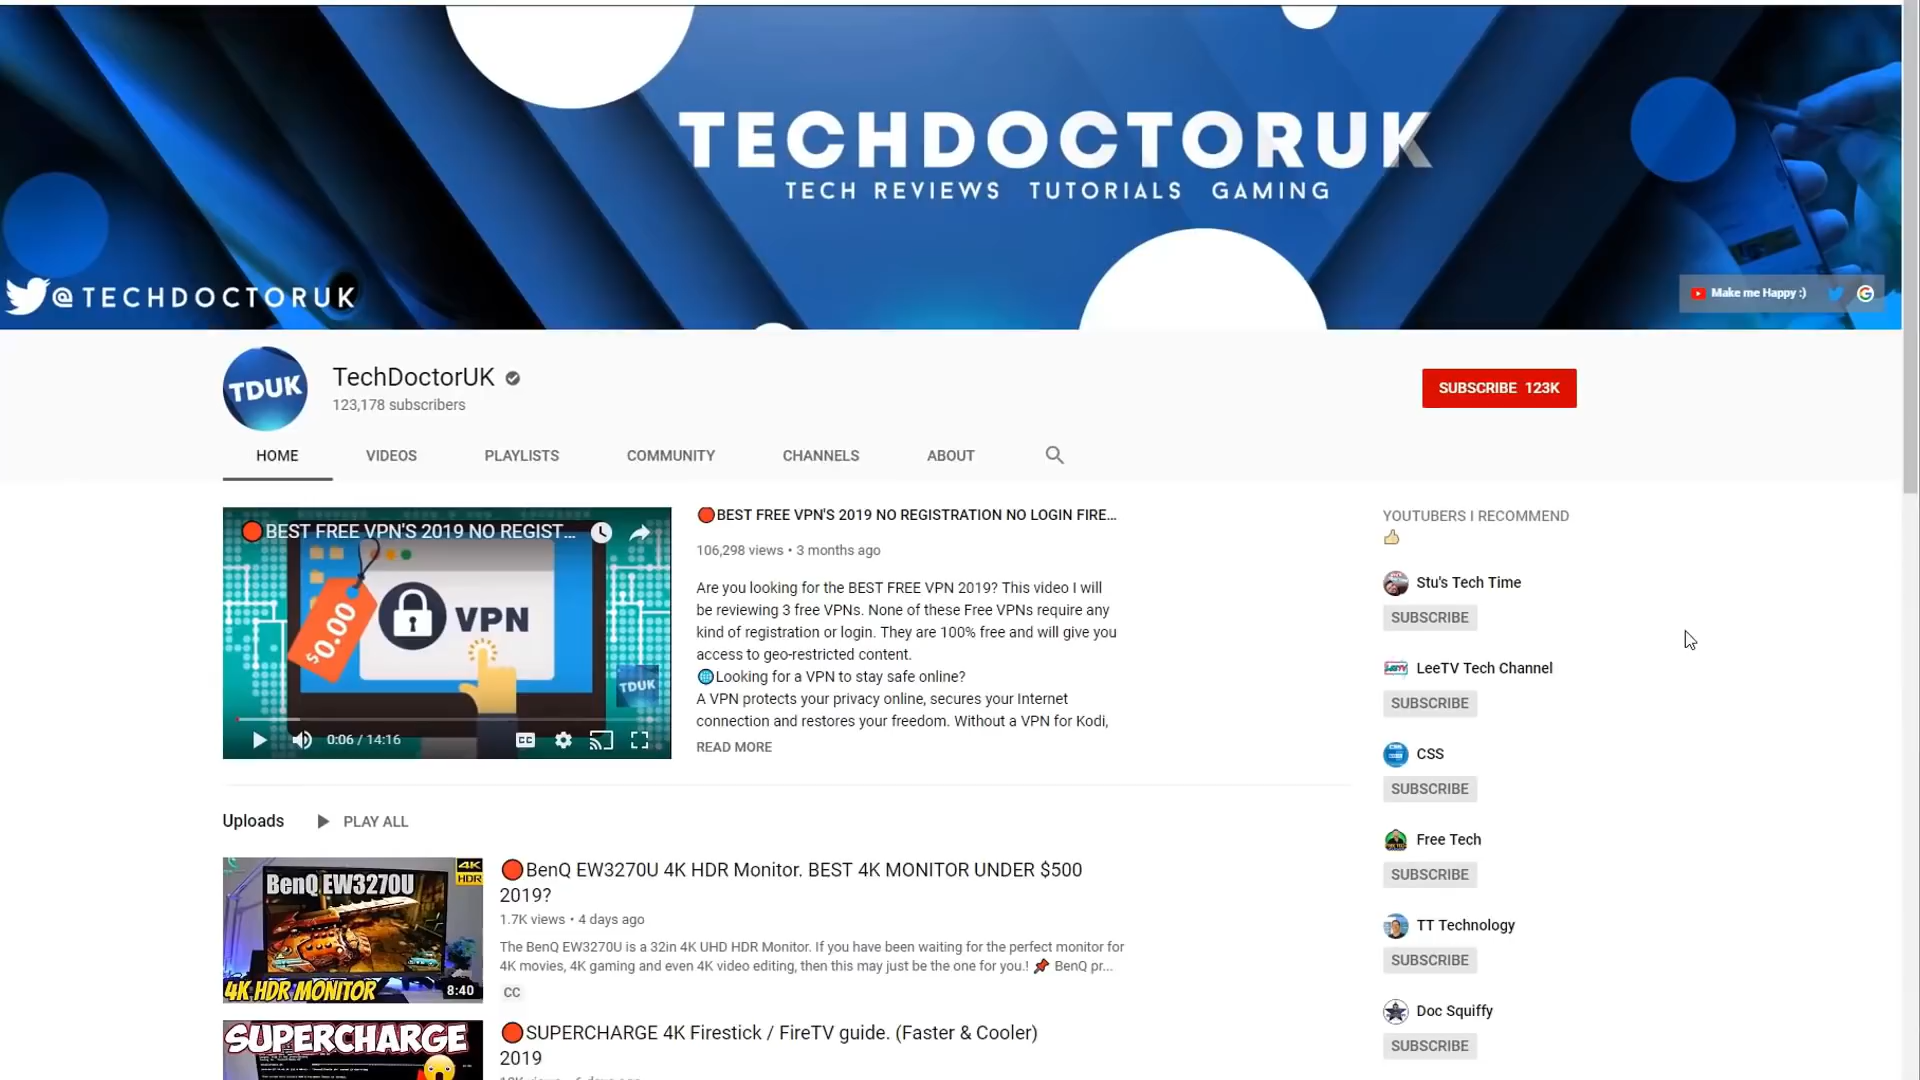 TECHDOCTORUK
TECH REVIEWS TUTORIALS GAMING
@TECHDOCTORUK
Make me Happy :)
TDUK
TechDoctorUK
123,178 subscribers
SUBSCRIBE 123K
HOME VIDEOS PLAYLISTS COMMUNITY CHANNELS ABOUT
BEST FREE VPN'S 2019 NO REGIST...
$0.00
VPN
TDUK
0:06 / 14:16
CC
BEST FREE VPN'S 2019 NO REGISTRATION NO LOGIN FIRE...
106,298 views • 3 months ago
Are you looking for the BEST FREE VPN 2019? This video I will
be reviewing 3 free VPNs. None of these Free VPNs require any
kind of registration or login. They are 100% free and will give you
access to geo-restricted content.
Looking for a VPN to stay safe online?
A VPN protects your privacy online, secures your Internet
connection and restores your freedom. Without a VPN for Kodi,
READ MORE
YOUTUBERS I RECOMMEND
Stu's Tech Time
SUBSCRIBE
LeeTV Tech Channel
SUBSCRIBE
CSS
SUBSCRIBE
Free Tech
SUBSCRIBE
TT Technology
SUBSCRIBE
Doc Squiffy
SUBSCRIBE
Uploads PLAY ALL
BenQ EW3270U
4K
HDR
4K HDR MONITOR
8:40
BenQ EW3270U 4K HDR Monitor. BEST 4K MONITOR UNDER $500
2019?
1.7K views • 4 days ago
The BenQ EW3270U is a 32in 4K UHD HDR Monitor. If you have been waiting for the perfect monitor for
4K movies, 4K gaming and even 4K video editing, then this may just be the one for you.! BenQ pr...
CC
SUPERCHARGE
SUPERCHARGE 4K Firestick / FireTV guide. (Faster & Cooler)
2019